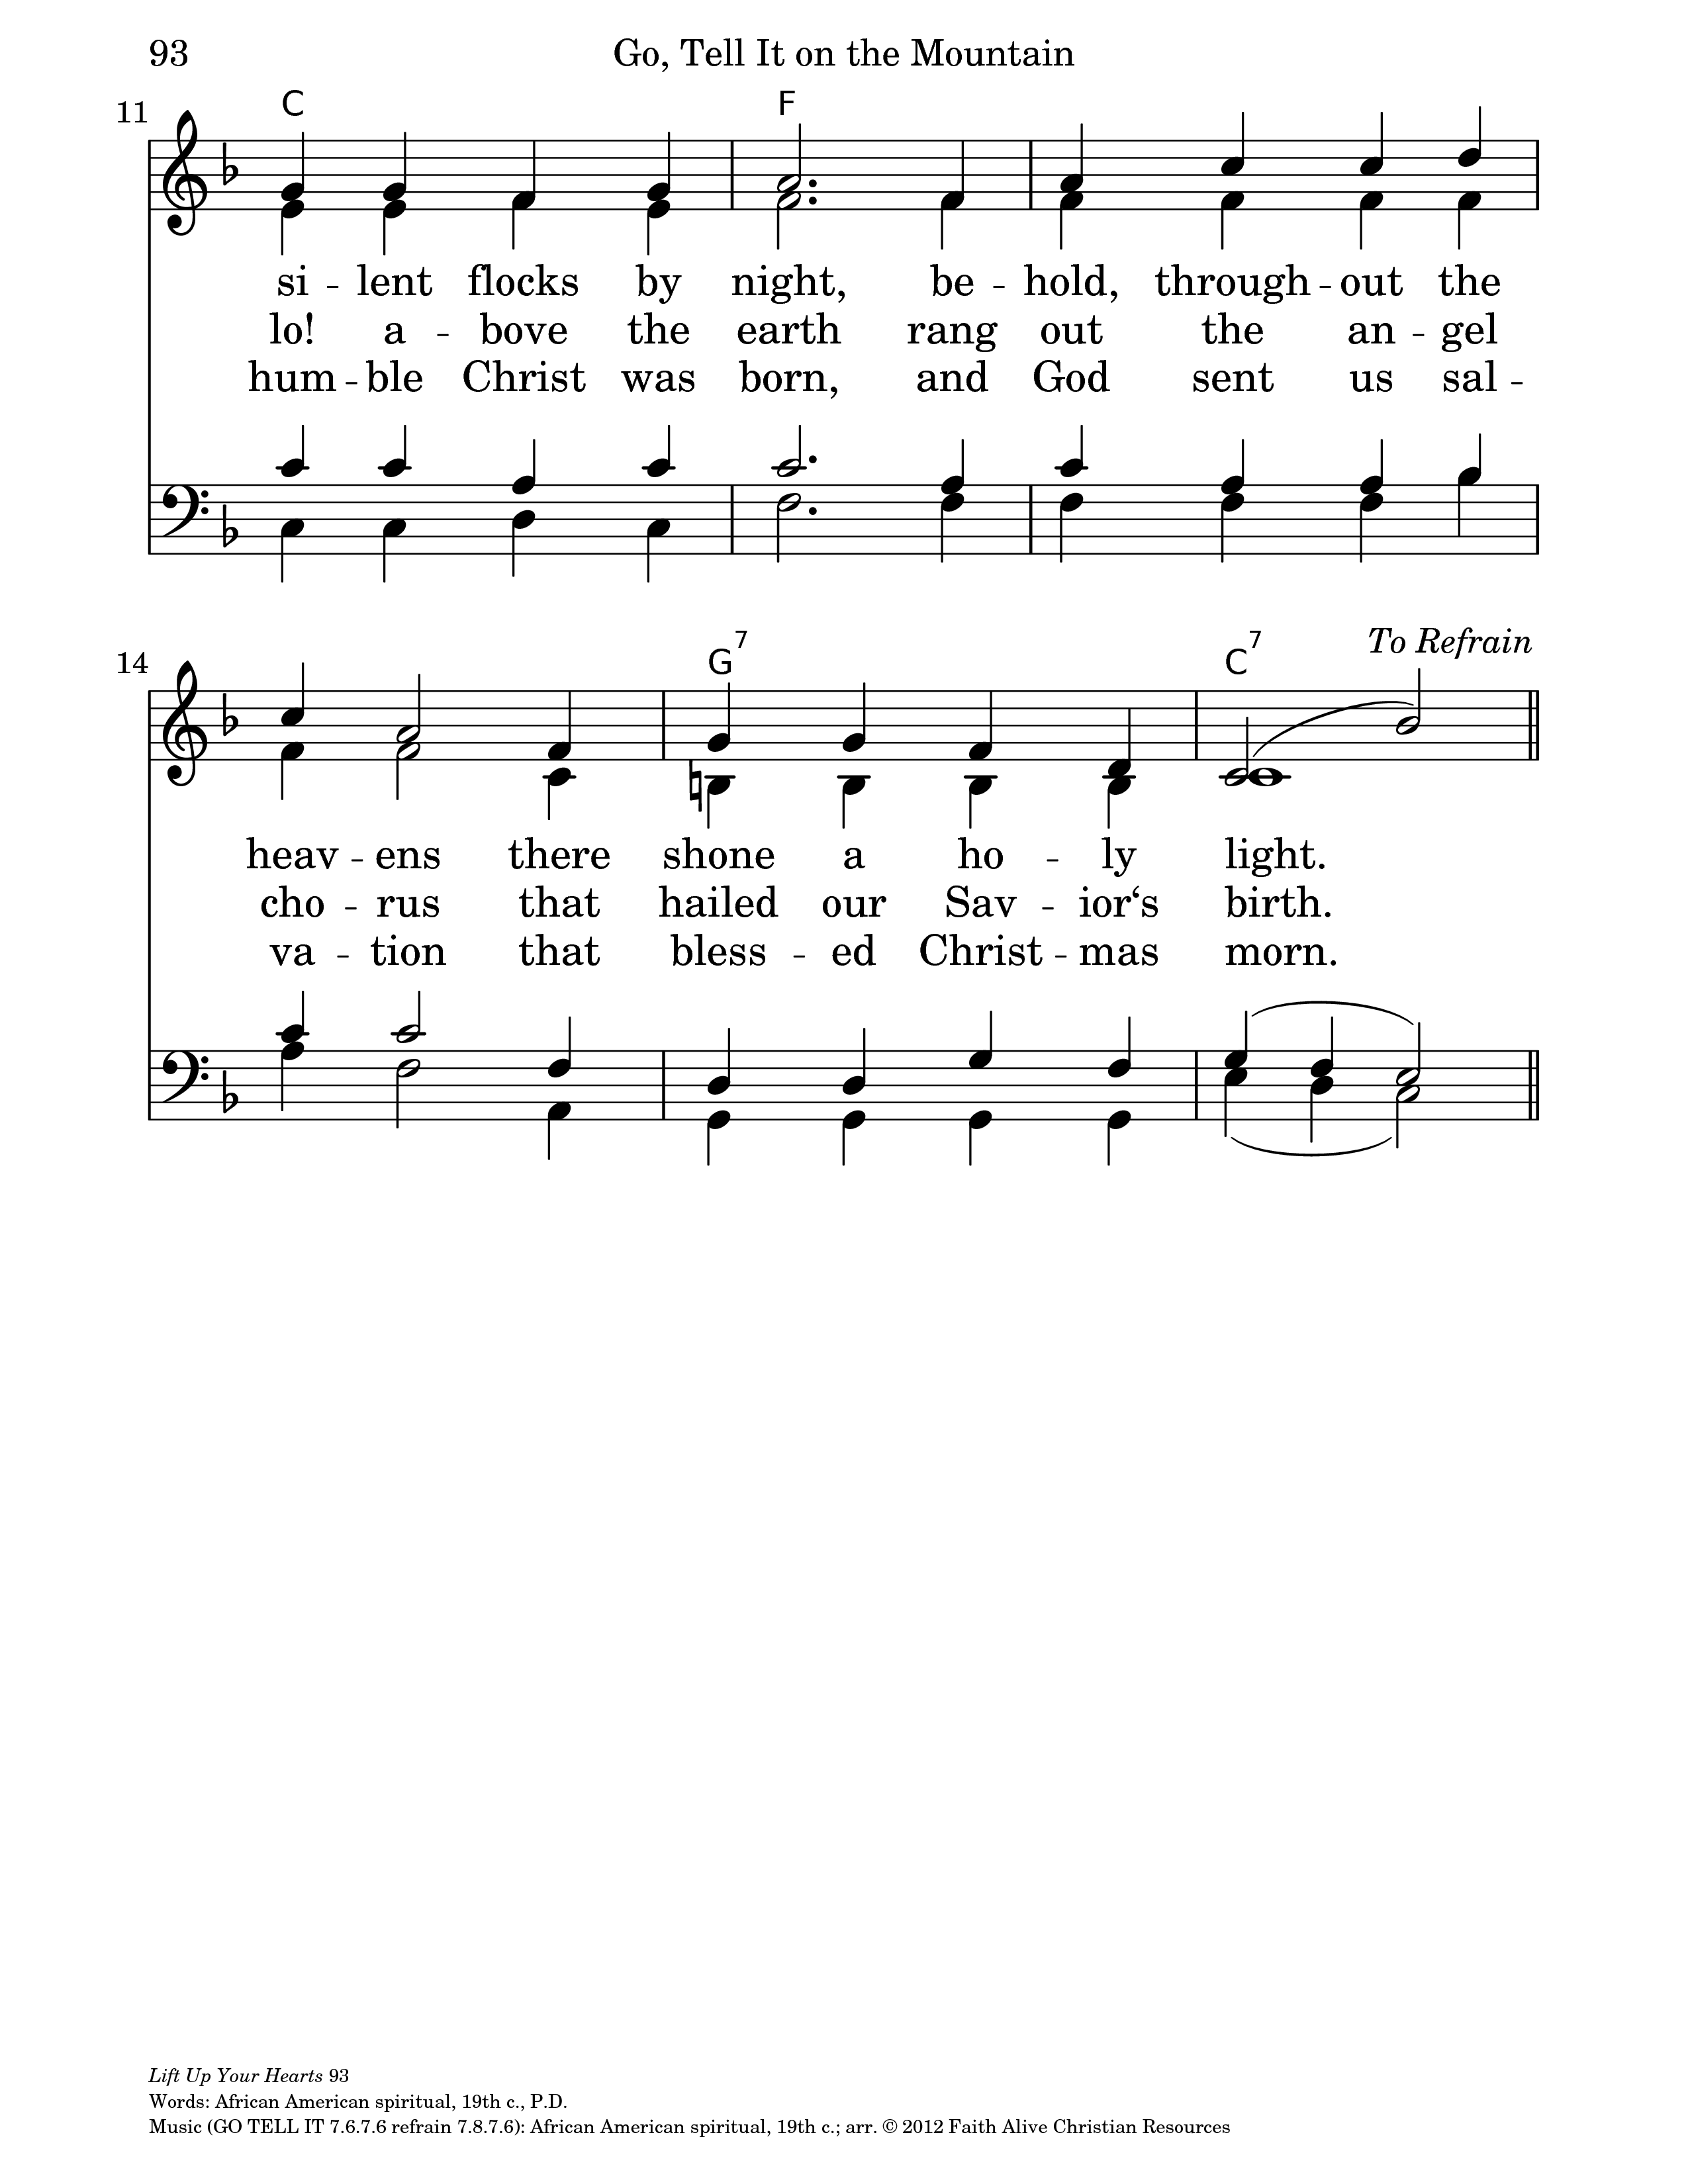 93 Go, Tell It on the Mountain
11 C F
si -- lent flocks by night, be -- hold, through -- out the
lo! a -- bove the earth rang out the an -- gel
hum -- ble Christ was born, and God sent us sal --
14 G7 C7 To Refrain
heav -- ens there shone a ho -- ly light.
cho -- rus that hailed our Sav -- ior‘s birth.
va -- tion that bless -- ed Christ -- mas morn.
Lift Up Your Hearts 93
Words: African American spiritual, 19th c., P.D.
Music (GO TELL IT 7.6.7.6 refrain 7.8.7.6): African American spiritual, 19th c.; arr. © 2012 Faith Alive Christian Resources